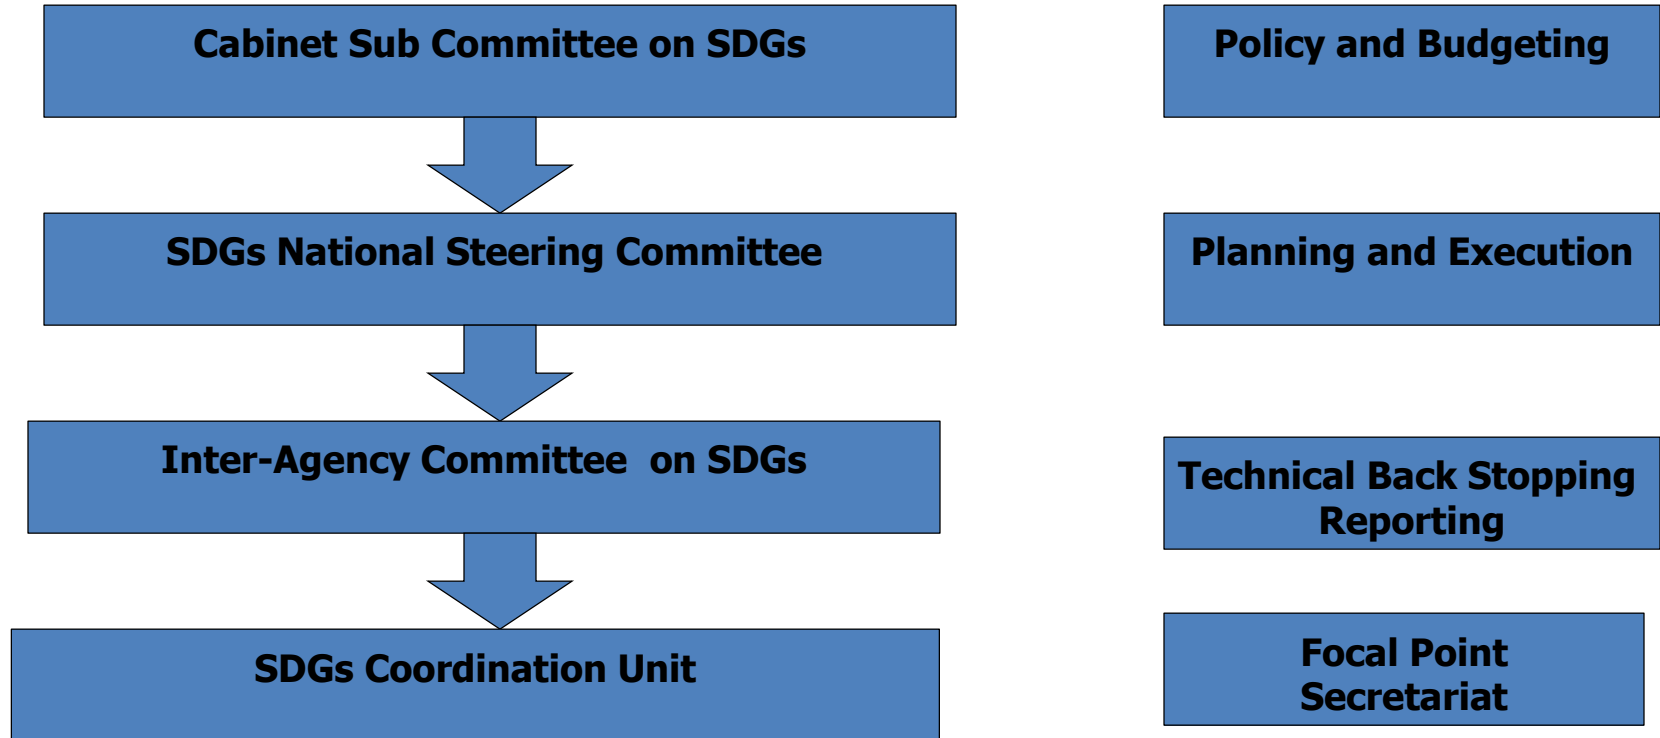 Cabinet Sub Committee on SDGs
Policy and Budgeting
SDGs National Steering Committee
Planning and Execution
Inter-Agency Committee  on SDGs
Technical Back Stopping
Reporting
SDGs Coordination Unit
Focal Point
Secretariat